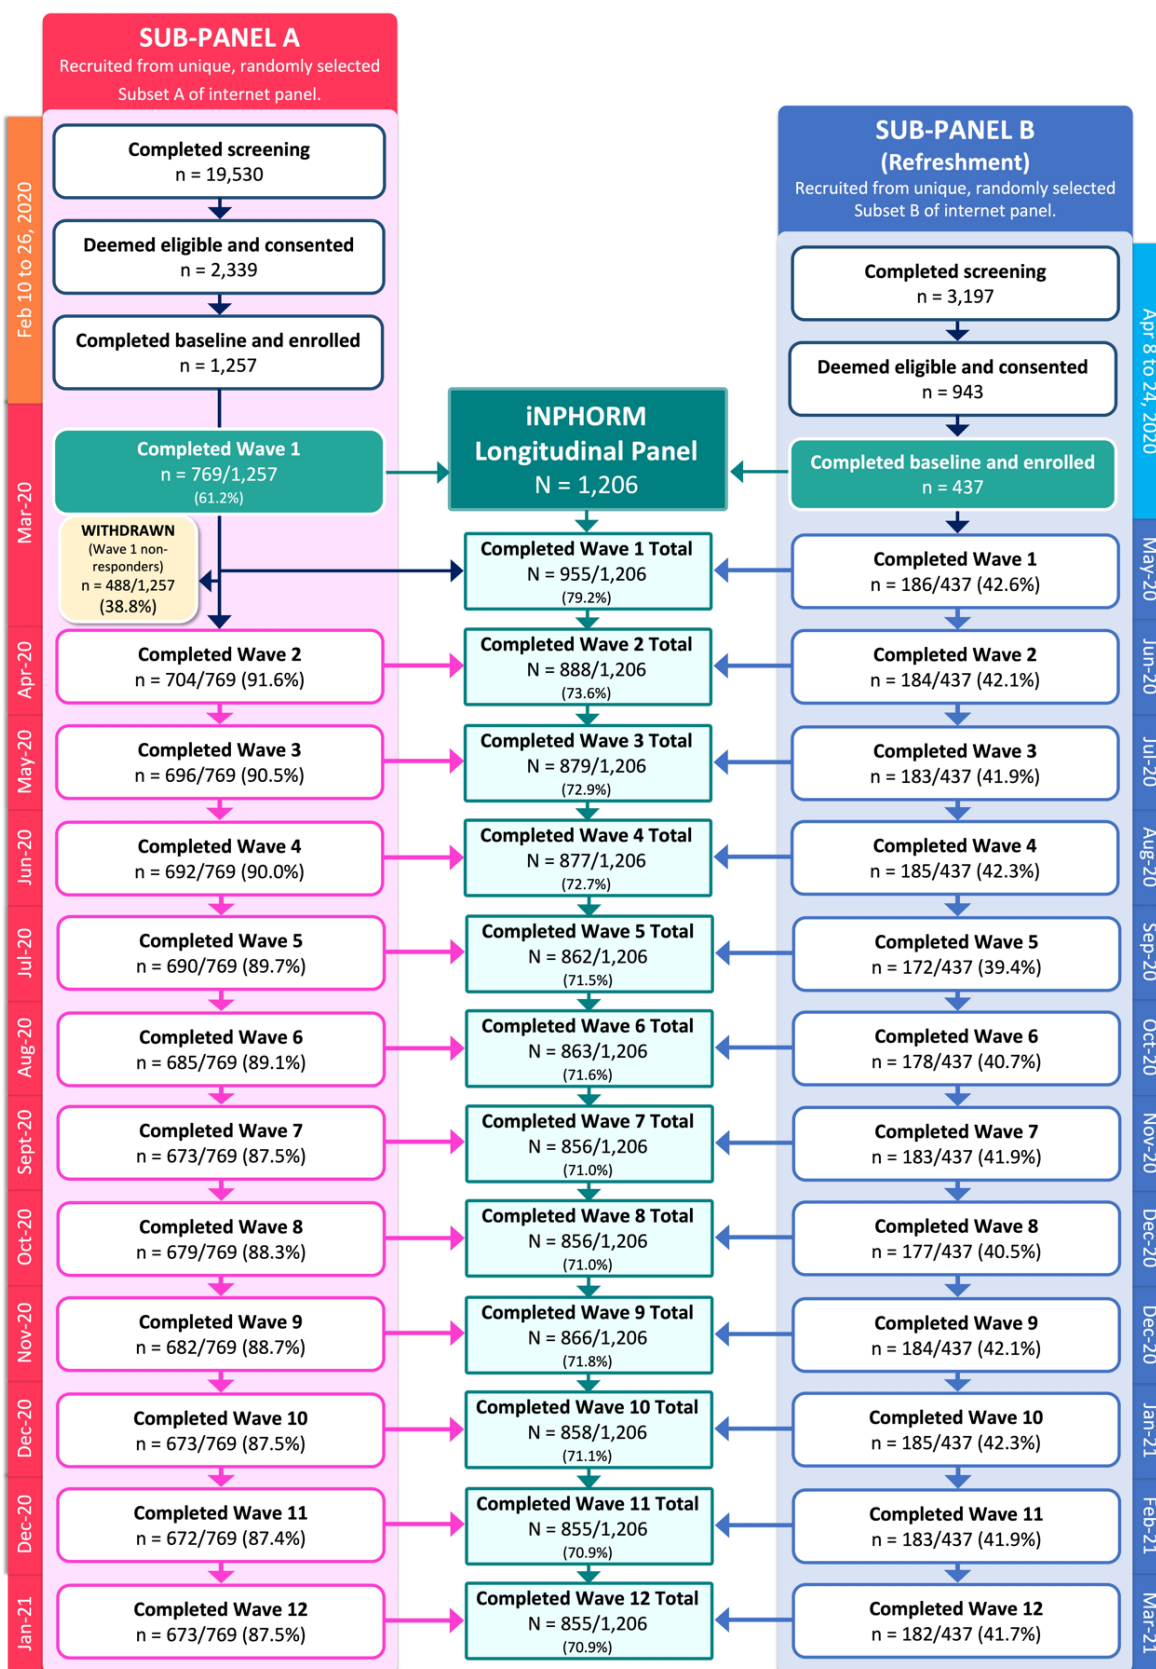 SUB-PANEL A
Recruited from unique, randomly selected
Subset A of internet panel.
Feb 10 to 26, 2020
Completed screening
n = 19,530
Deemed eligible and consented
n = 2,339
Completed baseline and enrolled
n = 1,257
Mar-20
Completed Wave 1
n = 769/1,257
(61.2%)
WITHDRAWN
(Wave 1 non-
responders)
n = 488/1,257
(38.8%)
Apr-20
Completed Wave 2
n = 704/769 (91.6%)
May-20
Completed Wave 3
n = 696/769 (90.5%)
Jun-20
Completed Wave 4
n = 692/769 (90.0%)
Jul-20
Completed Wave 5
n = 690/769 (89.7%)
Aug-20
Completed Wave 6
n = 685/769 (89.1%)
Sept-20
Completed Wave 7
n = 673/769 (87.5%)
Oct-20
Completed Wave 8
n = 679/769 (88.3%)
Nov-20
Completed Wave 9
n = 682/769 (88.7%)
Dec-20
Completed Wave 10
n = 673/769 (87.5%)
Dec-20
Completed Wave 11
n = 672/769 (87.4%)
Jan-21
Completed Wave 12
n = 673/769 (87.5%)
iNPHORM
Longitudinal Panel
N = 1,206
Completed Wave 1 Total
N = 955/1,206
(79.2%)
Completed Wave 2 Total
N = 888/1,206
(73.6%)
Completed Wave 3 Total
N = 879/1,206
(72.9%)
Completed Wave 4 Total
N = 877/1,206
(72.7%)
Completed Wave 5 Total
N = 862/1,206
(71.5%)
Completed Wave 6 Total
N = 863/1,206
(71.6%)
Completed Wave 7 Total
N = 856/1,206
(71.0%)
Completed Wave 8 Total
N = 856/1,206
(71.0%)
Completed Wave 9 Total
N = 866/1,206
(71.8%)
Completed Wave 10 Total
N = 858/1,206
(71.1%)
Completed Wave 11 Total
N = 855/1,206
(70.9%)
Completed Wave 12 Total
N = 855/1,206
(70.9%)
SUB-PANEL B
(Refreshment)
Recruited from unique, randomly selected
Subset B of internet panel.
Apr 8 to 24, 2020
Completed screening
n = 3,197
Deemed eligible and consented
n = 943
Completed baseline and enrolled
n = 437
May-20
Completed Wave 1
n = 186/437 (42.6%)
Jun-20
Completed Wave 2
n = 184/437 (42.1%)
Jul-20
Completed Wave 3
n = 183/437 (41.9%)
Aug-20
Completed Wave 4
n = 185/437 (42.3%)
Sep-20
Completed Wave 5
n = 172/437 (39.4%)
Oct-20
Completed Wave 6
n = 178/437 (40.7%)
Nov-20
Completed Wave 7
n = 183/437 (41.9%)
Dec-20
Completed Wave 8
n = 177/437 (40.5%)
Dec-20
Completed Wave 9
n = 184/437 (42.1%)
Jan-21
Completed Wave 10
n = 185/437 (42.3%)
Feb-21
Completed Wave 11
n = 183/437 (41.9%)
Mar-21
Completed Wave 12
n = 182/437 (41.7%)